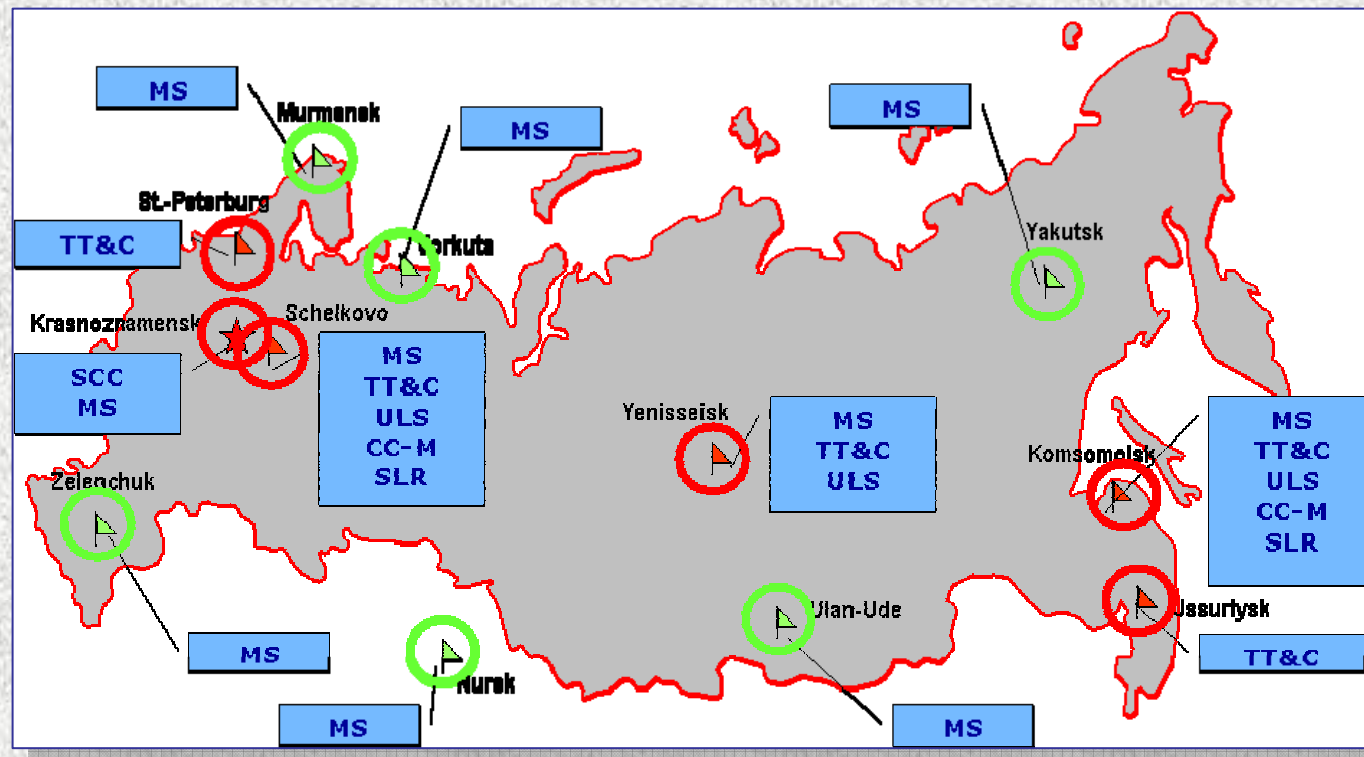 MS
Murmansk
MS
MS
St.-Peterburg
TT&C
Vorkuta
Yakutsk
Krasnoznamensk
Schelkovo
SCC
MS
MS
TT&C
ULS
CC-M
SLR
Yenisseisk
MS
TT&C
ULS
Komsomolsk
MS
TT&C
ULS
CC-M
SLR
Zelenchuk
MS
Nurek
MS
Ulan-Ude
MS
Ussuriysk
TT&C